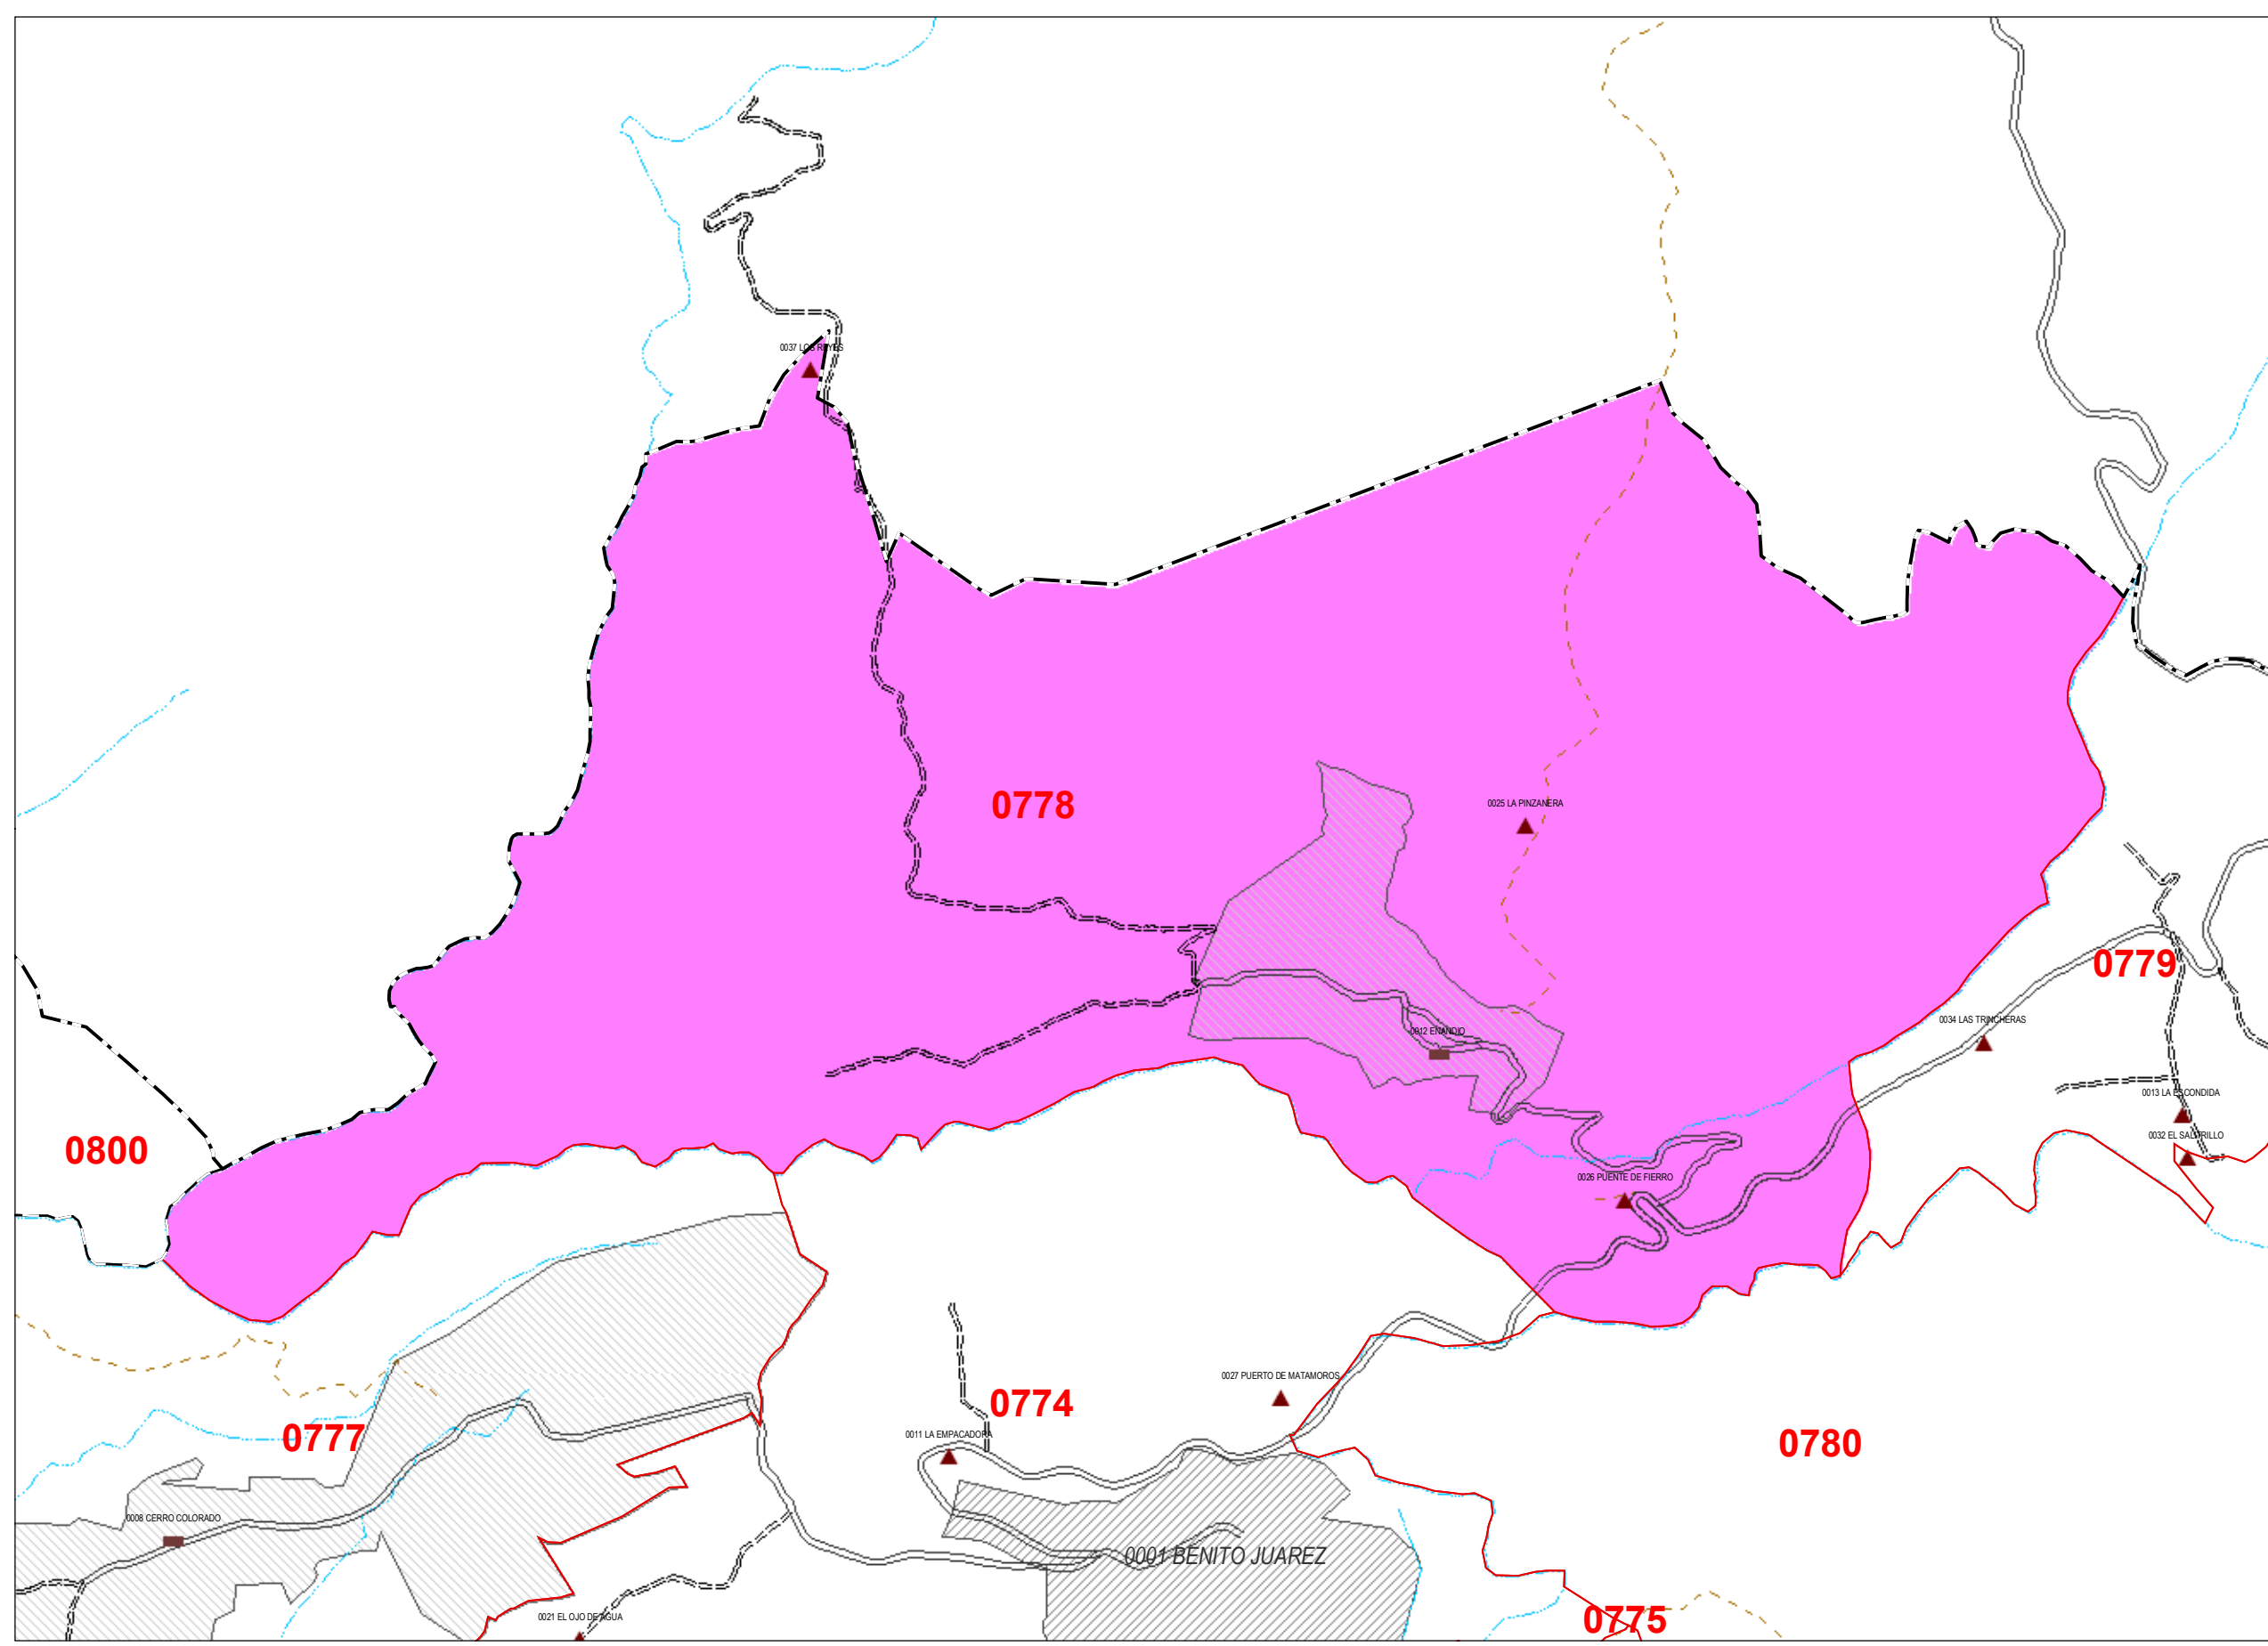 0037 LOS REYES
0778
0025 LA PINZANERA
0779
0034 LAS TRINCHERAS
0012 ENANDIO
0013 LA ESCONDIDA
0032 EL SALITRILLO
0800
0026 PUENTE DE FIERRO
0027 PUERTO DE MATAMOROS
0774
0777
0011 LA EMPACADORA
0780
0008 CERRO COLORADO
0001 BENITO JUAREZ
0021 EL OJO DE AGUA
0775